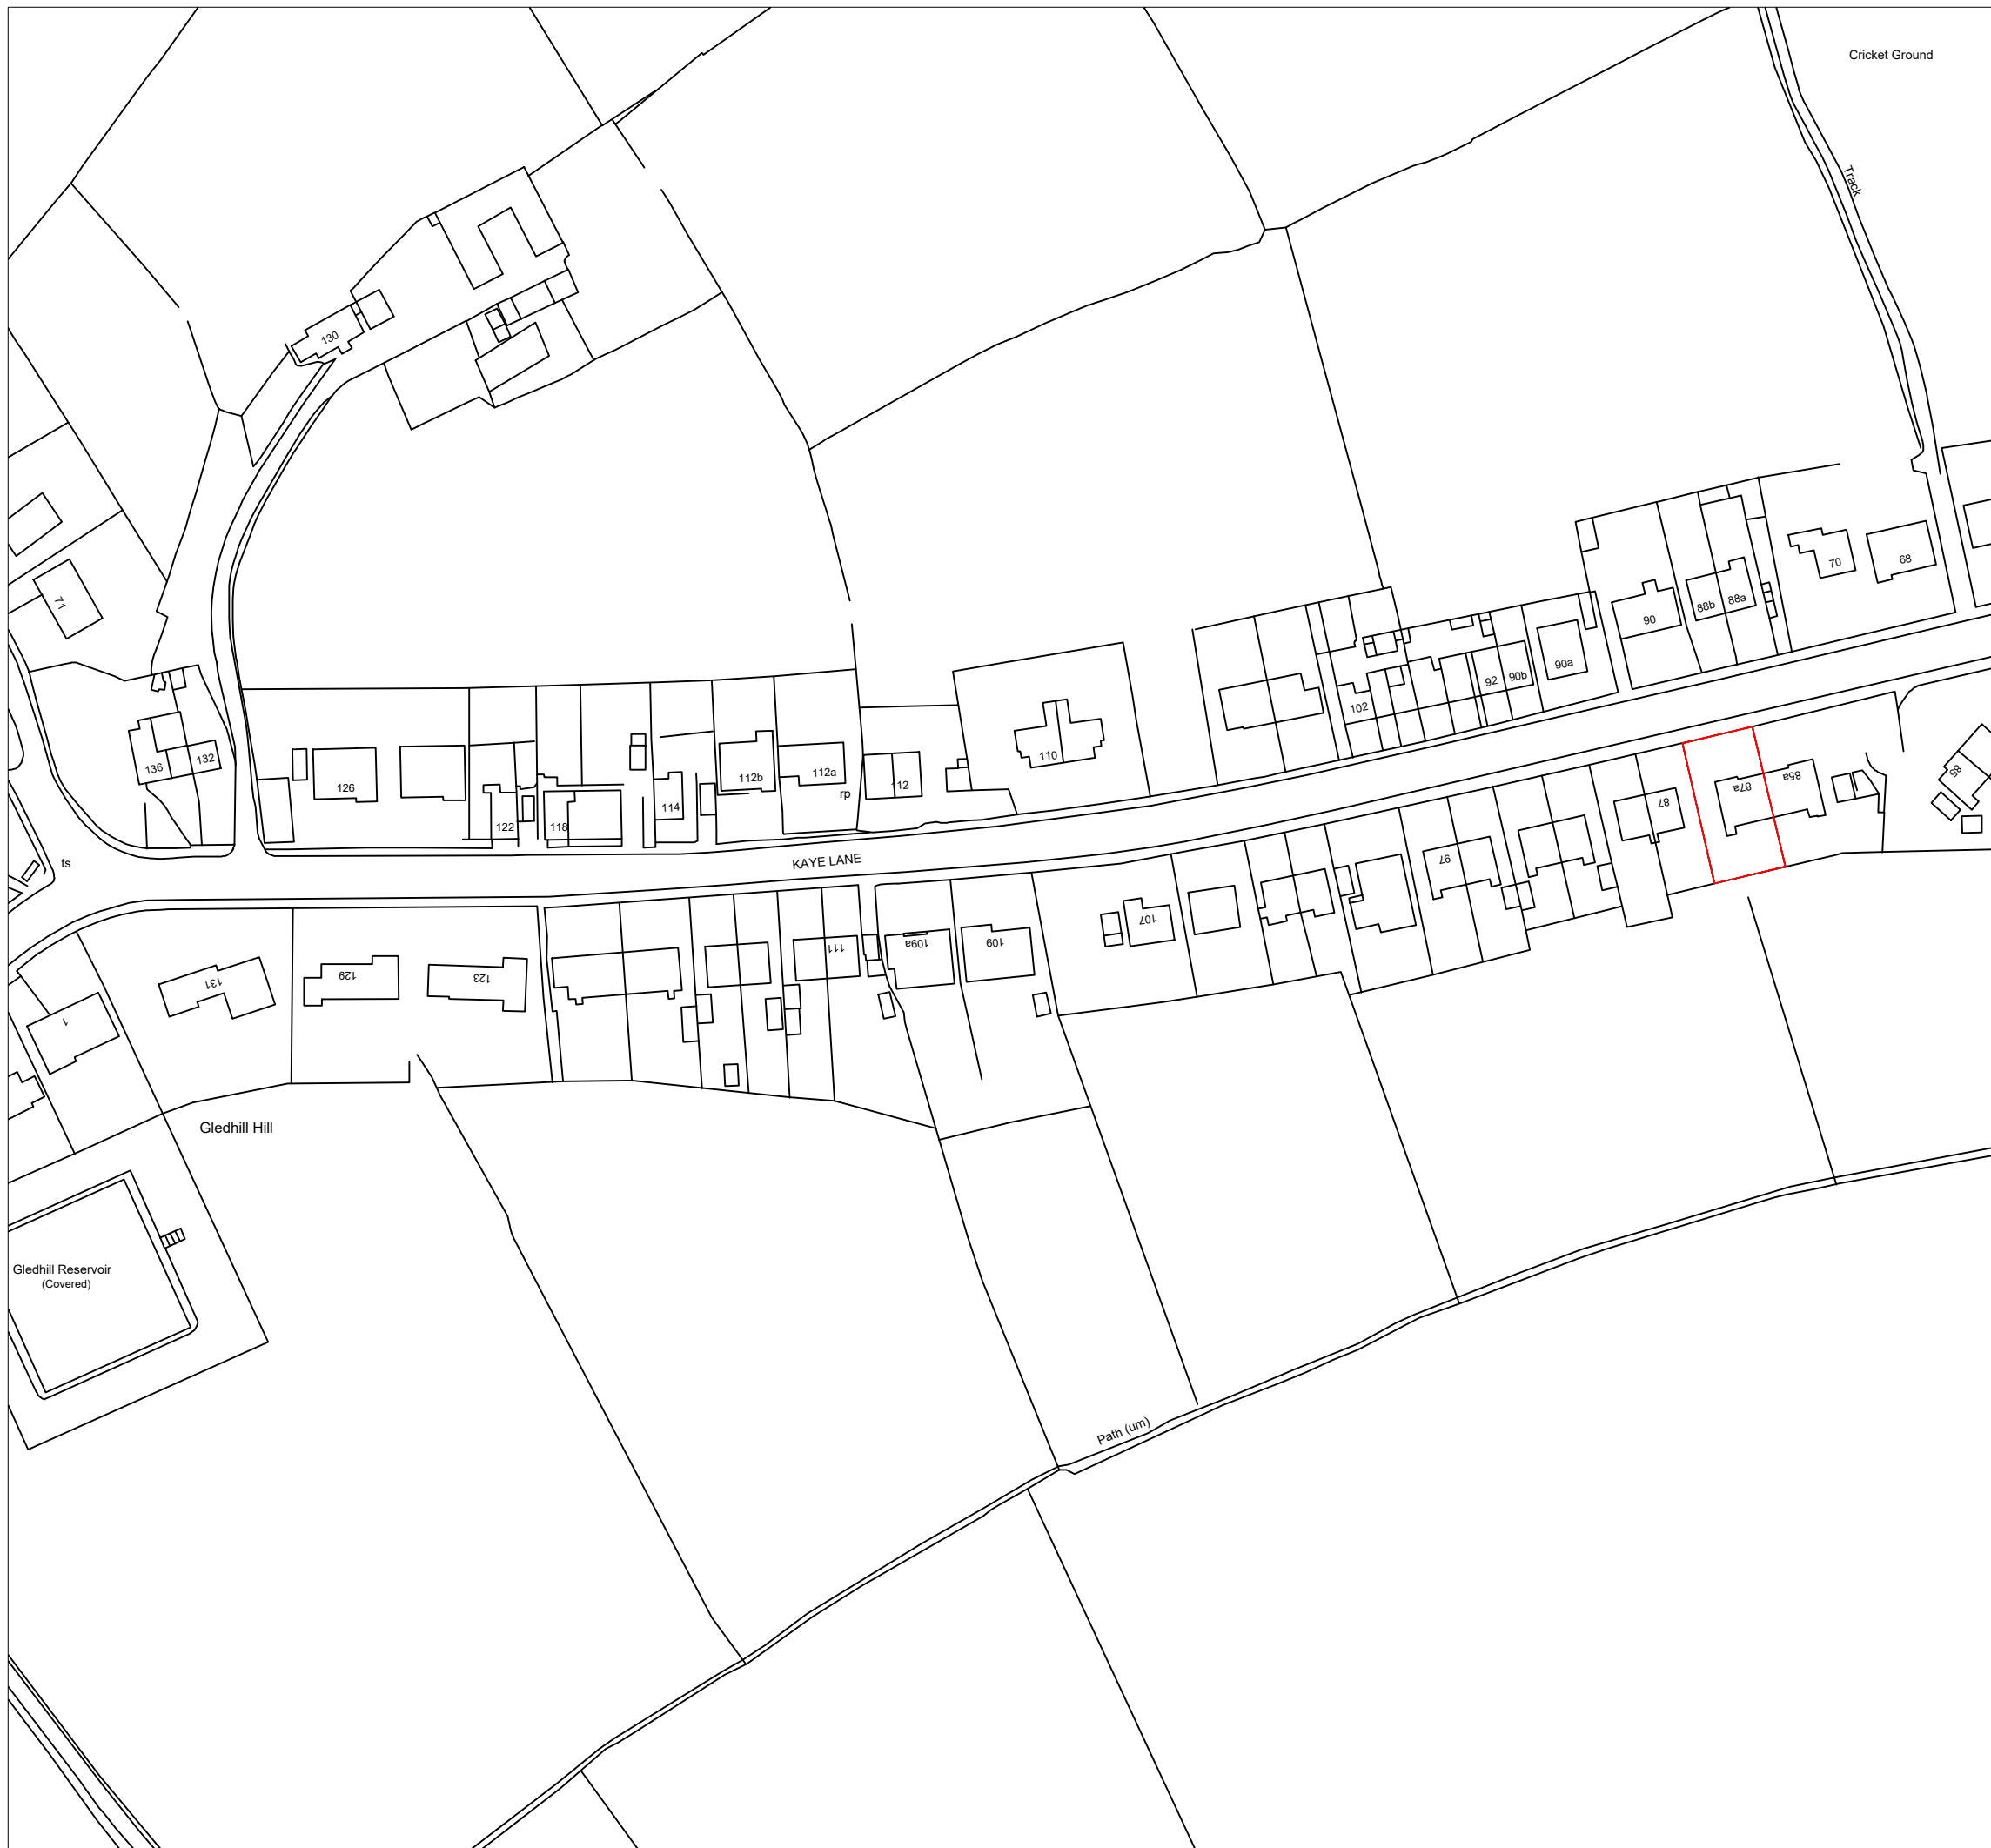 Cricket Ground
Track
130
71
70
68
88b
88a
90
90a
90b
92
102
110
136
132
126
122
118
114
112b
112a
rp
112
KAYE LANE
ts
87a
85a
85
87
97
107
109
109a
111
123
129
131
1
Gledhill Hill
Gledhill Reservoir
(Covered)
Path (um)